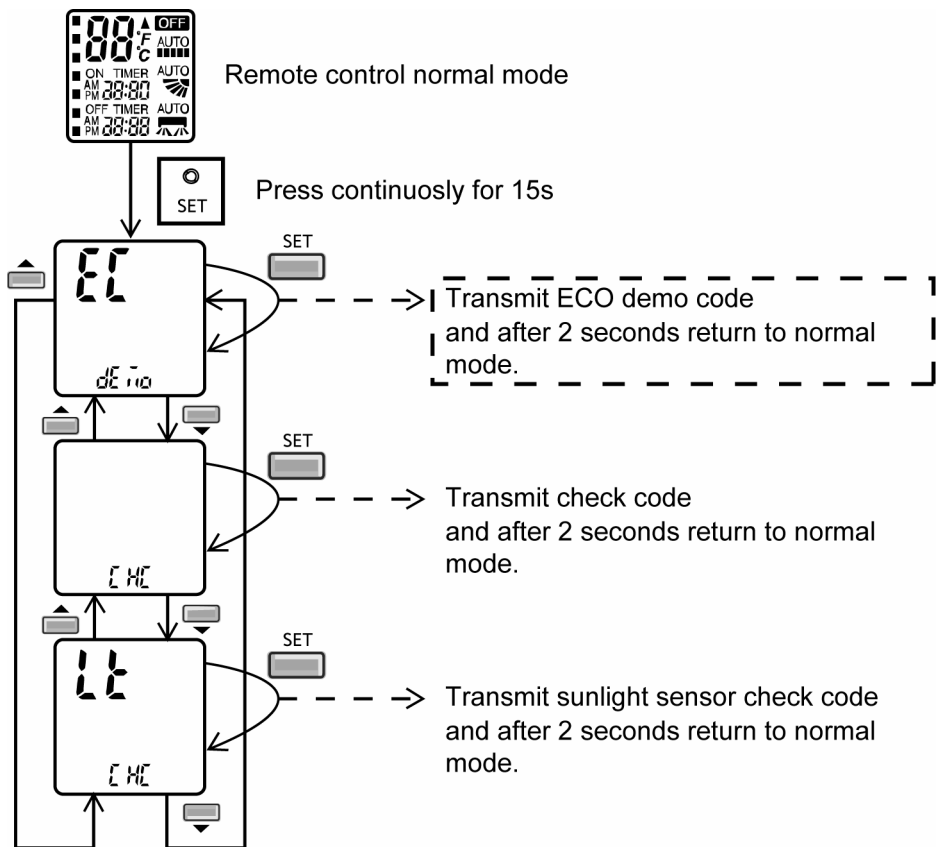 88 ▲ OFF
°F AUTO
°C
ON TIMER AUTO
AM
PM 88:80
OFF TIMER AUTO
AM
PM 88:88
Remote control normal mode
SET
Press continuosly for 15s
EC
dEmo
SET
Transmit ECO demo code
and after 2 seconds return to normal
mode.
CHC
SET
Transmit check code
and after 2 seconds return to normal
mode.
Lt
CHC
SET
Transmit sunlight sensor check code
and after 2 seconds return to normal
mode.